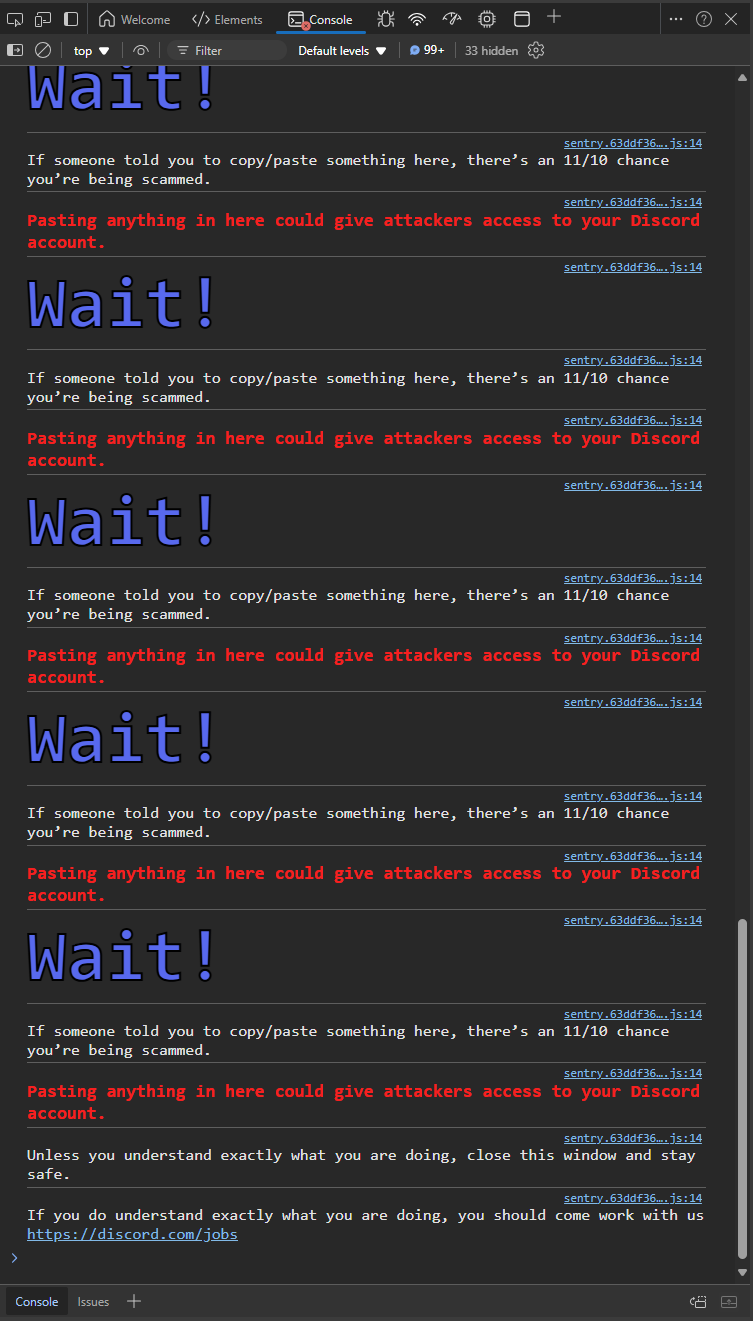 Welcome Elements Console
top Filter Default levels 99+ 33 hidden
Wait!
sentry.63ddf36….js:14
If someone told you to copy/paste something here, there’s an 11/10 chance
you’re being scammed.
sentry.63ddf36….js:14
Pasting anything in here could give attackers access to your Discord
account.
sentry.63ddf36….js:14
Wait!
sentry.63ddf36….js:14
If someone told you to copy/paste something here, there’s an 11/10 chance
you’re being scammed.
sentry.63ddf36….js:14
Pasting anything in here could give attackers access to your Discord
account.
sentry.63ddf36….js:14
Wait!
sentry.63ddf36….js:14
If someone told you to copy/paste something here, there’s an 11/10 chance
you’re being scammed.
sentry.63ddf36….js:14
Pasting anything in here could give attackers access to your Discord
account.
sentry.63ddf36….js:14
Wait!
sentry.63ddf36….js:14
If someone told you to copy/paste something here, there’s an 11/10 chance
you’re being scammed.
sentry.63ddf36….js:14
Pasting anything in here could give attackers access to your Discord
account.
sentry.63ddf36….js:14
Wait!
sentry.63ddf36….js:14
If someone told you to copy/paste something here, there’s an 11/10 chance
you’re being scammed.
sentry.63ddf36….js:14
Pasting anything in here could give attackers access to your Discord
account.
sentry.63ddf36….js:14
Unless you understand exactly what you are doing, close this window and stay
safe.
sentry.63ddf36….js:14
If you do understand exactly what you are doing, you should come work with us
https://discord.com/jobs
Console Issues